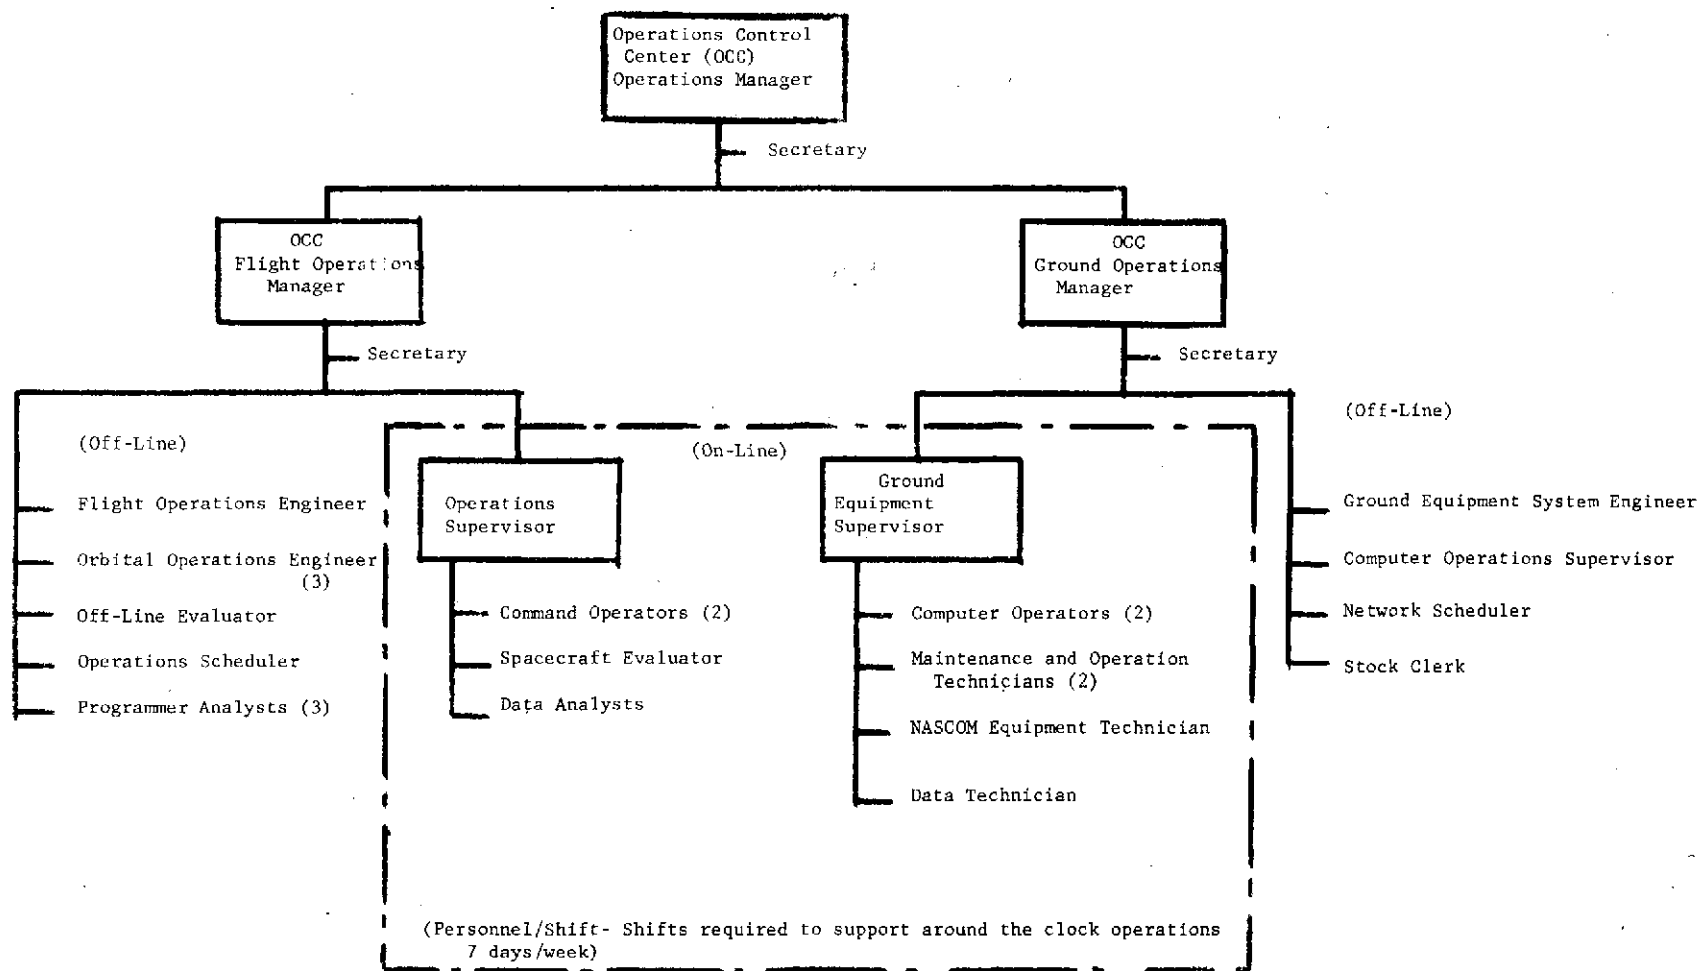 Operations Control
Center (OCC)
Operations Manager
Secretary
OCC
Flight Operations
Manager
OCC
Ground Operations
Manager
Secretary
Secretary
(Off-Line)
Flight Operations Engineer
Orbital Operations Engineer
(3)
Off-Line Evaluator
Operations Scheduler
Programmer Analysts (3)
(On-Line)
Operations
Supervisor
Command Operators (2)
Spacecraft Evaluator
Data Analysts
Ground
Equipment
Supervisor
Computer Operators (2)
Maintenance and Operation
Technicians (2)
NASCOM Equipment Technician
Data Technician
(Off-Line)
Ground Equipment System Engineer
Computer Operations Supervisor
Network Scheduler
Stock Clerk
(Personnel/Shift- Shifts required to support around the clock operations
7 days/week)